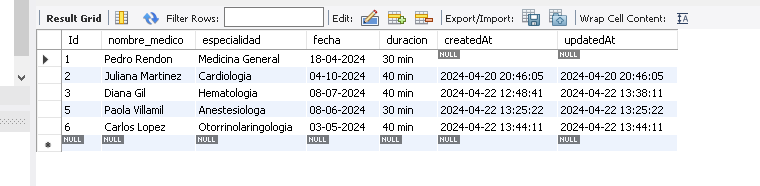 Result Grid Filter Rows: Edit: Export/Import: Wrap Cell Content: IA
Id nombre_medico especialidad fecha duracion createdAt updatedAt
1 Pedro Rendon Medicina General 18-04-2024 30 min NULL NULL
2 Juliana Martinez Cardiologia 04-10-2024 40 min 2024-04-20 20:46:05 2024-04-20 20:46:05
3 Diana Gil Hematologia 08-07-2024 40 min 2024-04-22 12:48:41 2024-04-22 13:38:11
5 Paola Villamil Anestesiologa 08-06-2024 30 min 2024-04-22 13:25:22 2024-04-22 13:25:22
6 Carlos Lopez Otorrinolaringologia 03-05-2024 40 min 2024-04-22 13:44:11 2024-04-22 13:44:11
NULL NULL NULL NULL NULL NULL NULL